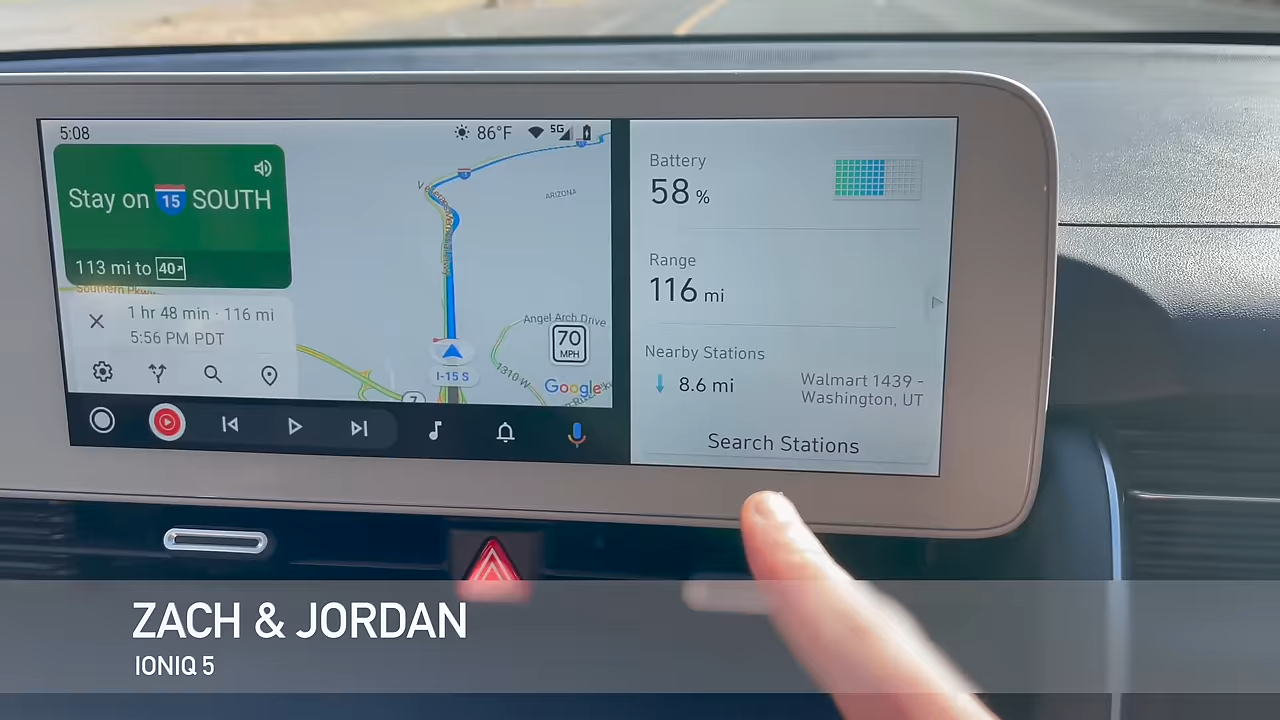 5:08
86°F
5G
Stay on 15 SOUTH
113 mi to 40
Southern Pkwy
1 hr 48 min · 116 mi
5:56 PM PDT
ARIZONA
Angel Arch Drive
70
MPH
1310 W
I-15 S
7
Google
Battery
58 %
Range
116 mi
Nearby Stations
8.6 mi
Walmart 1439 -
Washington, UT
Search Stations
ZACH & JORDAN
IONIQ 5